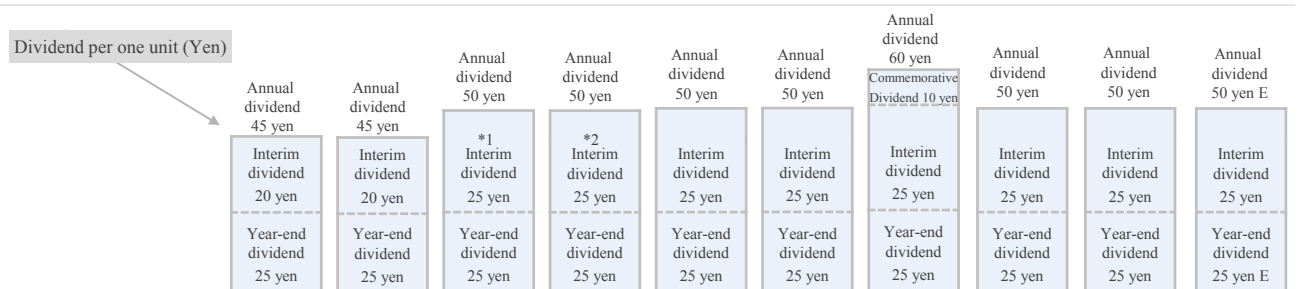 Dividend per one unit (Yen)
Annual
dividend
45 yen
Interim
dividend
20 yen
Year-end
dividend
25 yen
Annual
dividend
45 yen
Interim
dividend
20 yen
Year-end
dividend
25 yen
Annual
dividend
50 yen
*1
Interim
dividend
25 yen
Year-end
dividend
25 yen
Annual
dividend
50 yen
*2
Interim
dividend
25 yen
Year-end
dividend
25 yen
Annual
dividend
50 yen
Interim
dividend
25 yen
Year-end
dividend
25 yen
Annual
dividend
50 yen
Interim
dividend
25 yen
Year-end
dividend
25 yen
Annual
dividend
60 yen
Commemorative
Dividend 10 yen
Interim
dividend
25 yen
Year-end
dividend
25 yen
Annual
dividend
50 yen
Interim
dividend
25 yen
Year-end
dividend
25 yen
Annual
dividend
50 yen
Interim
dividend
25 yen
Year-end
dividend
25 yen
Annual
dividend
50 yen E
Interim
dividend
25 yen
Year-end
dividend
25 yen E